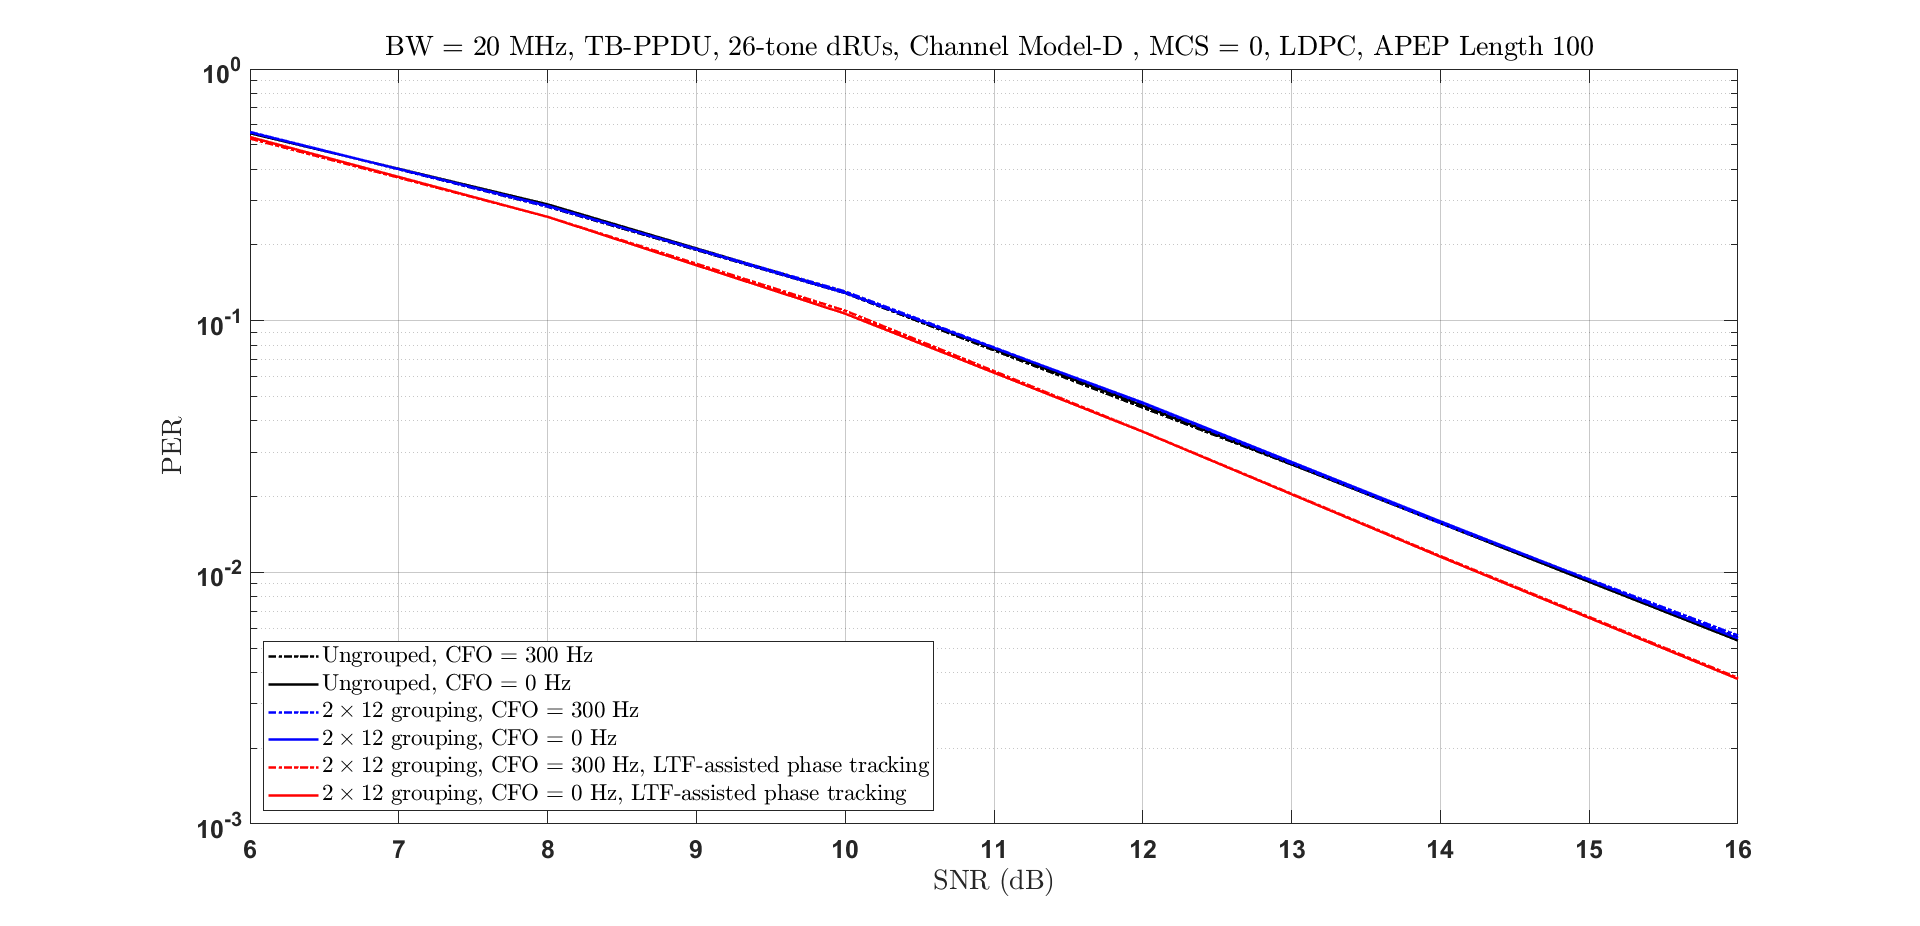 BW = 20 MHz, TB-PPDU, 26-tone dRUs, Channel Model-D , MCS = 0, LDPC, APEP Length 100
10^0
10^-1
10^-2
10^-3
PER
Ungrouped, CFO = 300 Hz
Ungrouped, CFO = 0 Hz
2 × 12 grouping, CFO = 300 Hz
2 × 12 grouping, CFO = 0 Hz
2 × 12 grouping, CFO = 300 Hz, LTF-assisted phase tracking
2 × 12 grouping, CFO = 0 Hz, LTF-assisted phase tracking
6 7 8 9 10 11 12 13 14 15 16
SNR (dB)